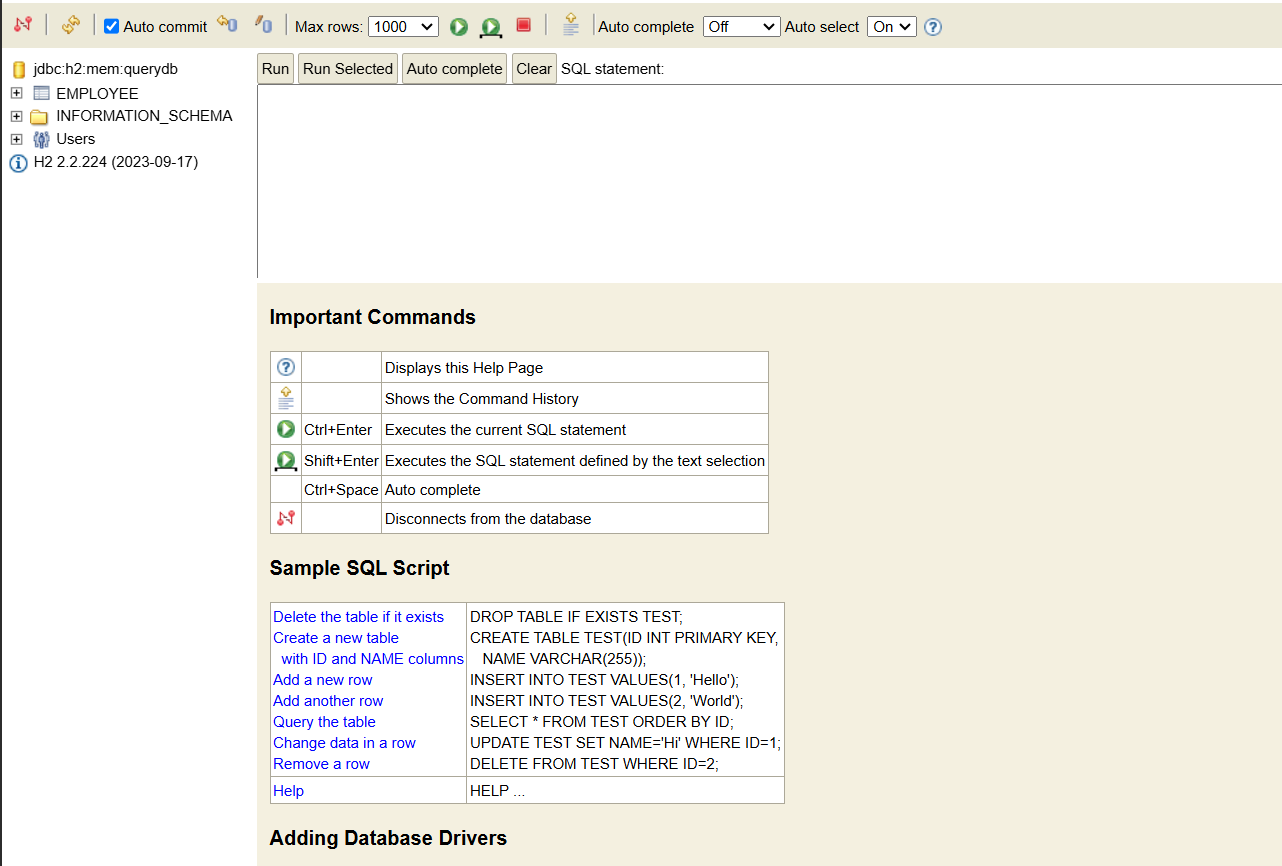 Auto commit Max rows: 1000 Auto complete Off Auto select On
jdbc:h2:mem:querydb
EMPLOYEE
INFORMATION_SCHEMA
Users
H2 2.2.224 (2023-09-17)
Run Run Selected Auto complete Clear SQL statement:
Important Commands
Displays this Help Page
Shows the Command History
Ctrl+Enter Executes the current SQL statement
Shift+Enter Executes the SQL statement defined by the text selection
Ctrl+Space Auto complete
Disconnects from the database
Sample SQL Script
Delete the table if it exists DROP TABLE IF EXISTS TEST;
Create a new table CREATE TABLE TEST(ID INT PRIMARY KEY,
with ID and NAME columns NAME VARCHAR(255));
Add a new row INSERT INTO TEST VALUES(1, 'Hello');
Add another row INSERT INTO TEST VALUES(2, 'World');
Query the table SELECT * FROM TEST ORDER BY ID;
Change data in a row UPDATE TEST SET NAME='Hi' WHERE ID=1;
Remove a row DELETE FROM TEST WHERE ID=2;
Help HELP ...
Adding Database Drivers